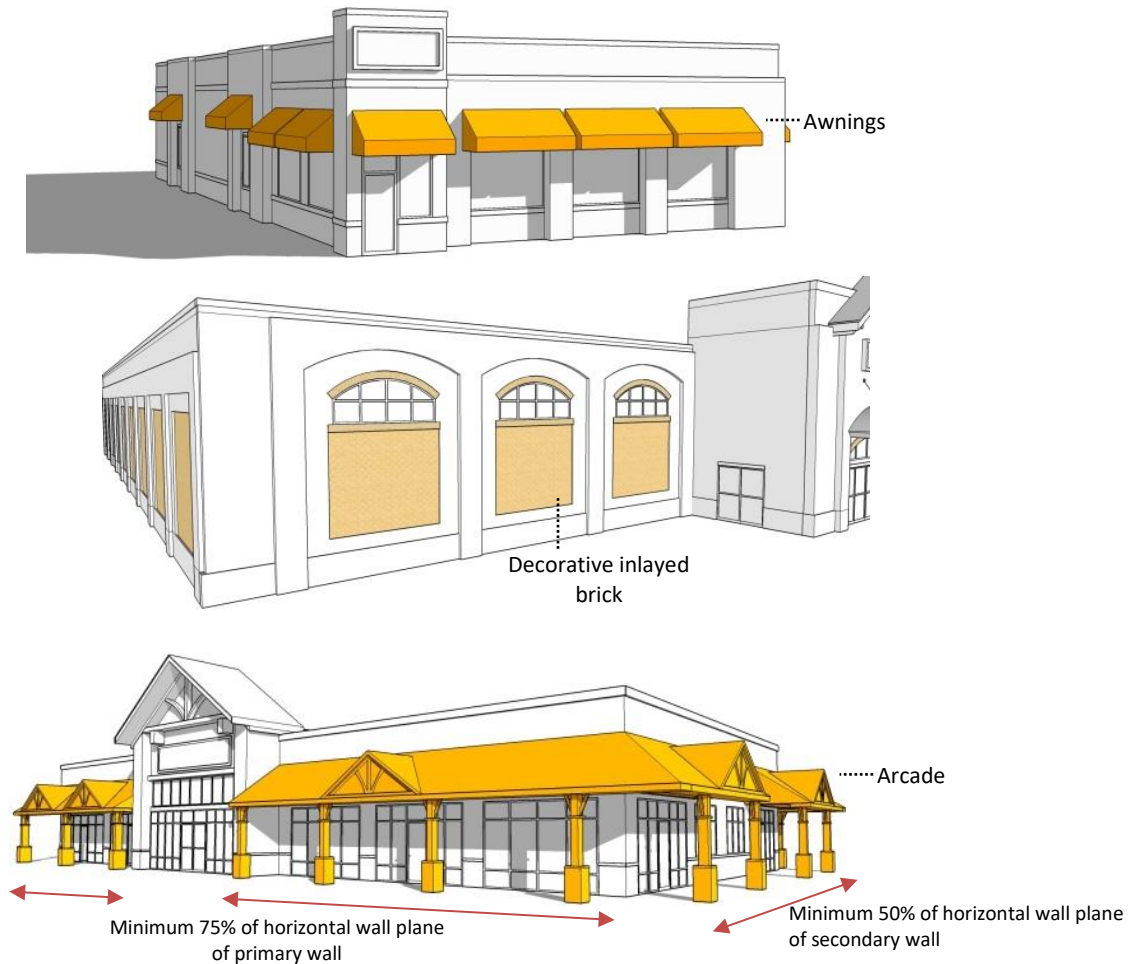 Awnings
Decorative inlayed
brick
Arcade
Minimum 75% of horizontal wall plane
of primary wall
Minimum 50% of horizontal wall plane
of secondary wall